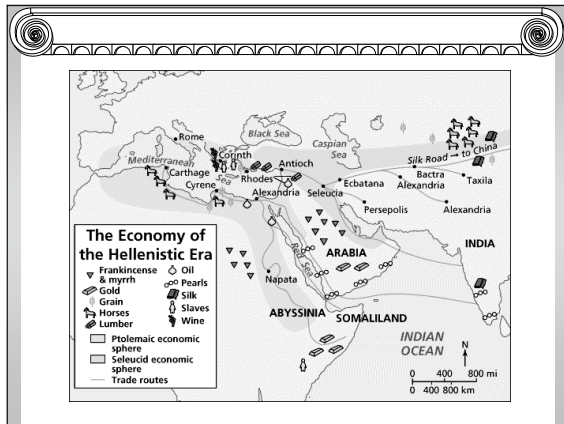 Rome
Black Sea
Caspian
Sea
Silk Road → to China
Corinth
Mediterranean
Sea
Carthage
Rhodes
Antioch
Cyrene
Alexandria
Seleucia
Ecbatana
Bactra
Alexandria
Taxila
Persepolis
Alexandria
The Economy of
the Hellenistic Era
Frankincense
& myrrh
Gold
Grain
Horses
Lumber
Oil
Pearls
Silk
Slaves
Wine
Ptolemaic economic
sphere
Seleucid economic
sphere
Trade routes
Red Sea
ARABIA
INDIA
Napata
ABYSSINIA
SOMALILAND
INDIAN
OCEAN
N
0 400 800 mi
0 400 800 km